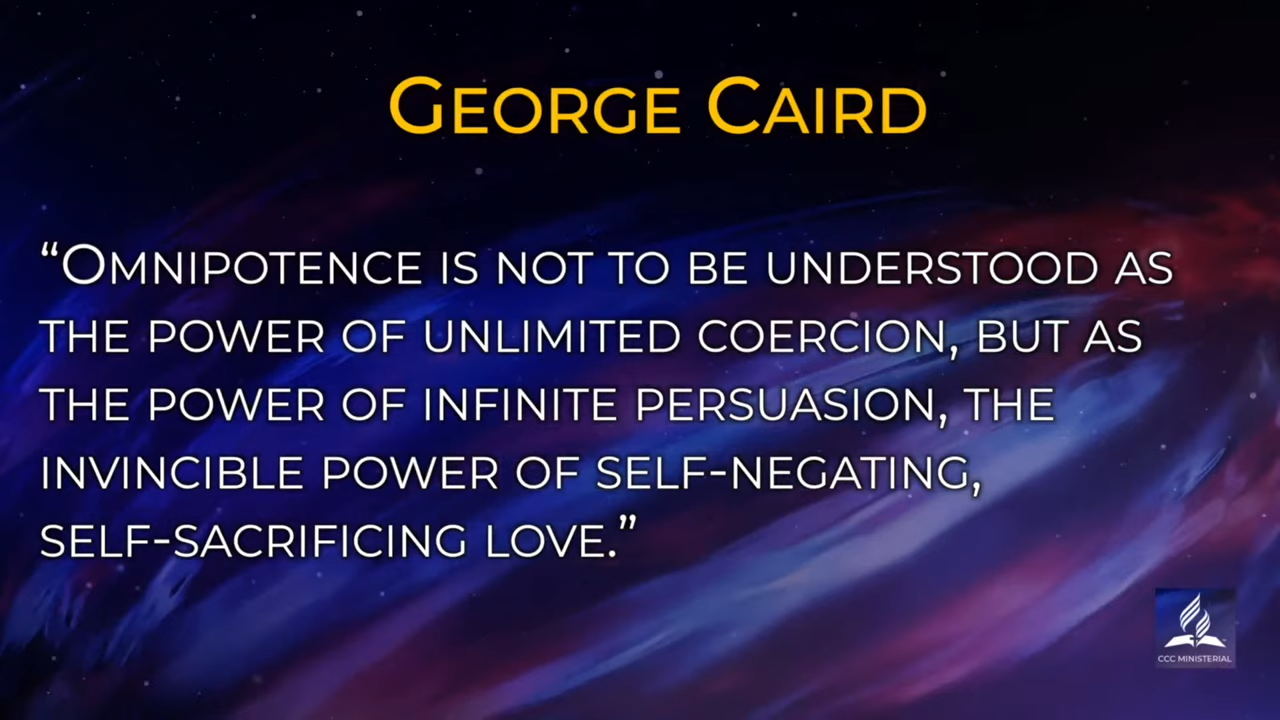 George Caird
“Omnipotence is not to be understood as
the power of unlimited coercion, but as
the power of infinite persuasion, the
invincible power of self-negating,
self-sacrificing love.”
CCC MINISTERIAL